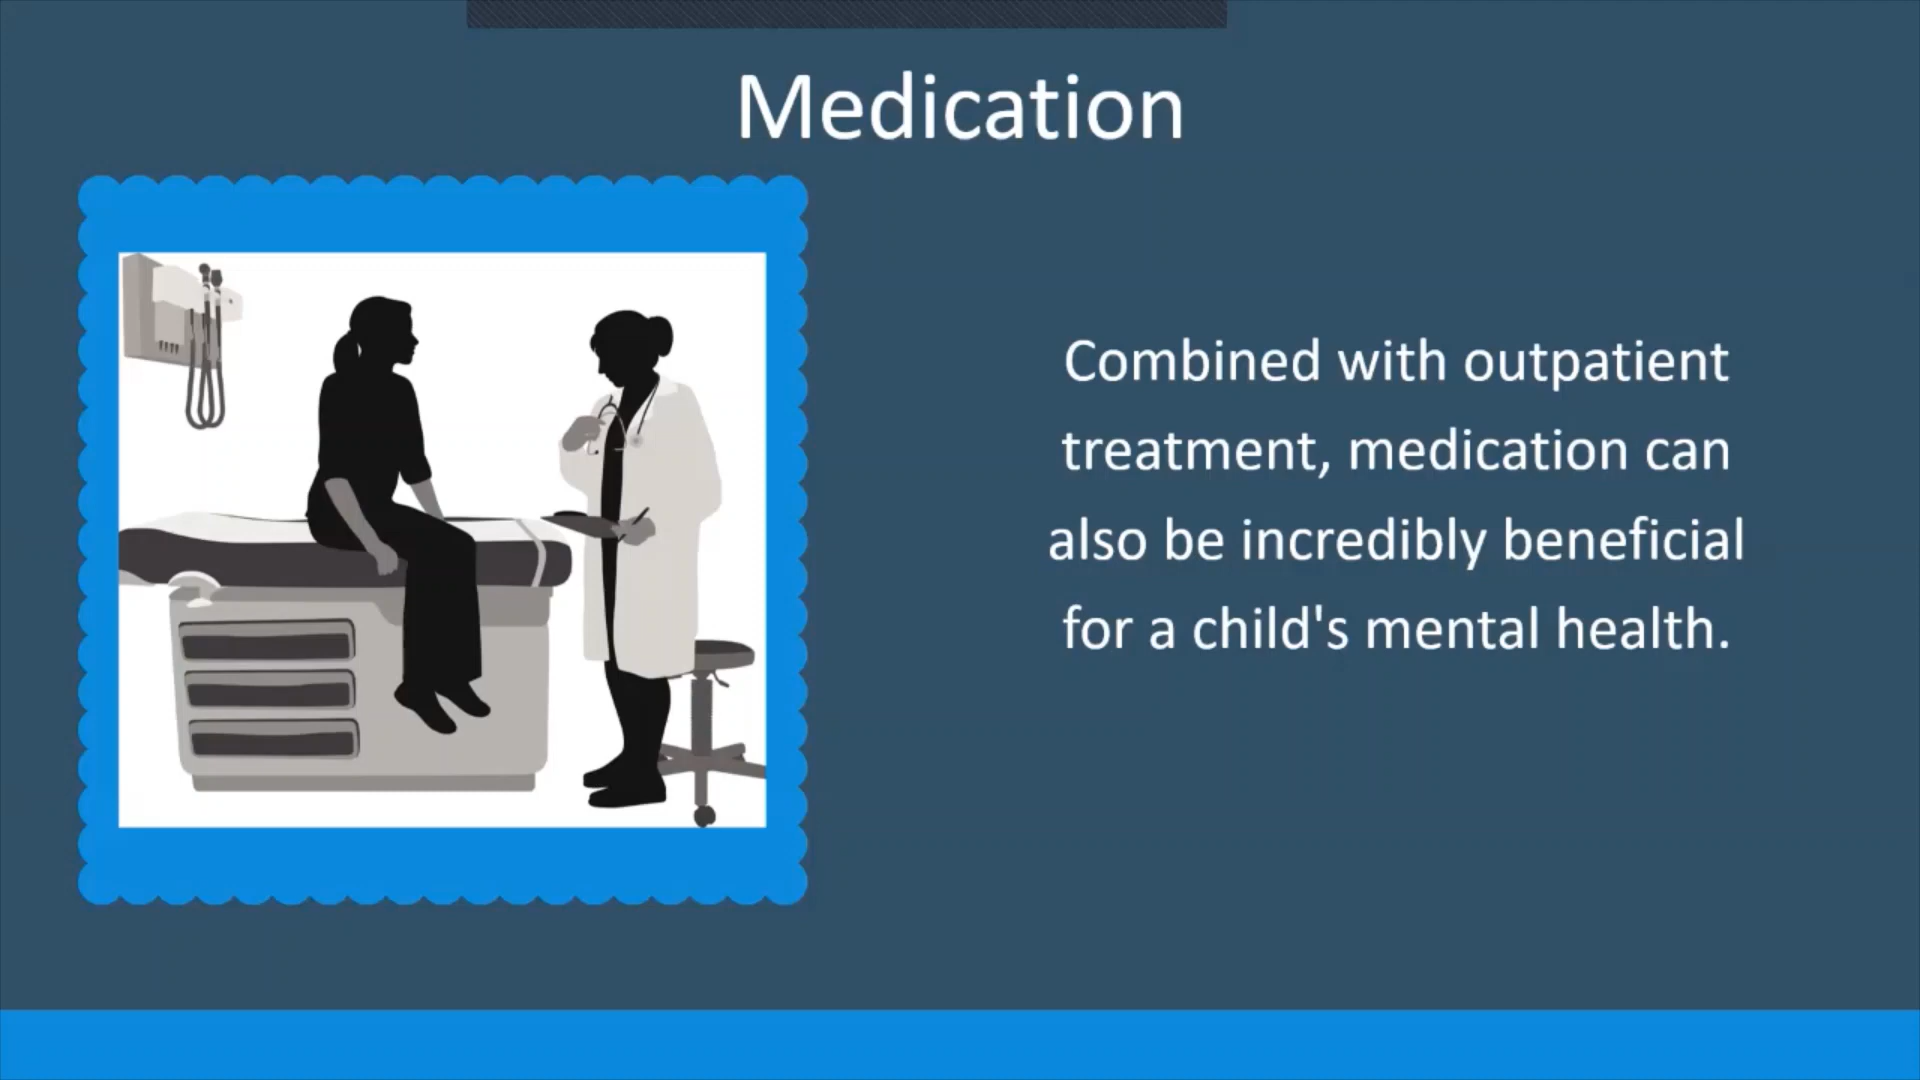 Medication
Combined with outpatient
treatment, medication can
also be incredibly beneficial
for a child's mental health.